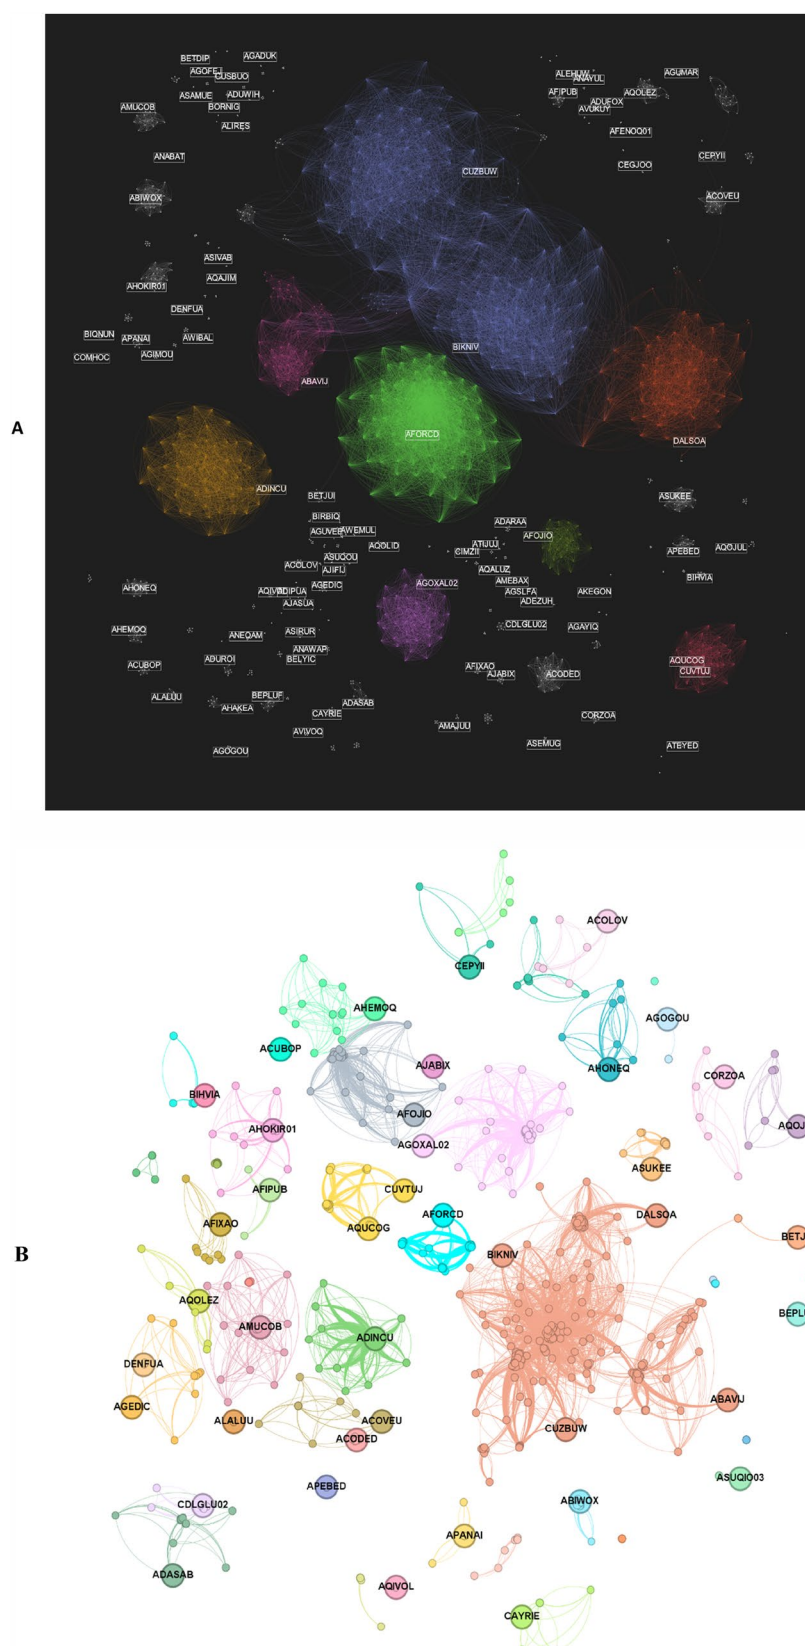 BETDIP
AGADUK
AGOFEJ
CUSBUO
ASAMUE
ADUWIH
AMUCOB
BORNIG
ALIRES
ALEHUW
ANAYUL
AGUMAR
AFIPUB
AQOLEZ
ADUFOX
AVUKUY
AFENOQ01
ANABAT
CEPYII
CEGJOO
CUZBUW
ABIWOX
ACOVEU
ASIVAB
AQAJIM
AHOKIR01
DENFUA
BIQNUN
APANAI
AWIBAL
BIKNIV
COMHOC
AGIMOU
ABAVIJ
A
AFORCD
DALSOA
ADINCU
BETJUI
ASUKEE
BIRBIQ
ADARAA
AGUVEE
AWEMUL
AFOJIO
AQOLID
ATIJUJ
CIMZII
APEBED
AQOJUL
ASUQOU
ACOLOV
AJIFIJ
AQALUZ
BIHVIA
AGOXAL02
AMEBAX
AHONEQ
AGEDIC
AQIVOL
ADIPUA
AGSLFA
AKEGON
AJASUA
ADEZUH
CDLGLU02
AGAYIQ
AHEMOQ
ANEQAM
ASIRUR
ANAWAP
ACUBOP
ADUROI
BELYIC
AQUCOG
AFIXAO
CUVTUJ
AJABIX
ACODED
ALALUU
BEPLUF
ADASAB
AHAKEA
CAYRIE
CORZOA
AMAJUU
AVIVOQ
AGOGOU
ASEMUG
ATEYED
ACOLOV
CEPYII
AHEMOQ
AGOGOU
ACUBOP
AJABIX
AHONEQ
CORZOA
BIHVIA
AFOJIO
AHOKIR01
AQOJ
AGOXAL02
ASUKEE
AFIPUB
CUVTUJ
AFIXAO
AQUCOG
AFORCD
DALSOA
BETJ
B
BIKNIV
AQOLEZ
BEPLU
AMUCOB
ADINCU
DENFUA
AGEDIC
ABAVIJ
ALALUU
ACOVEU
CUZBUW
ACODED
ASUQIO03
APEBED
CDLGLU02
ABIWOX
APANAI
ADASAB
AQIVOL
CAYRIE